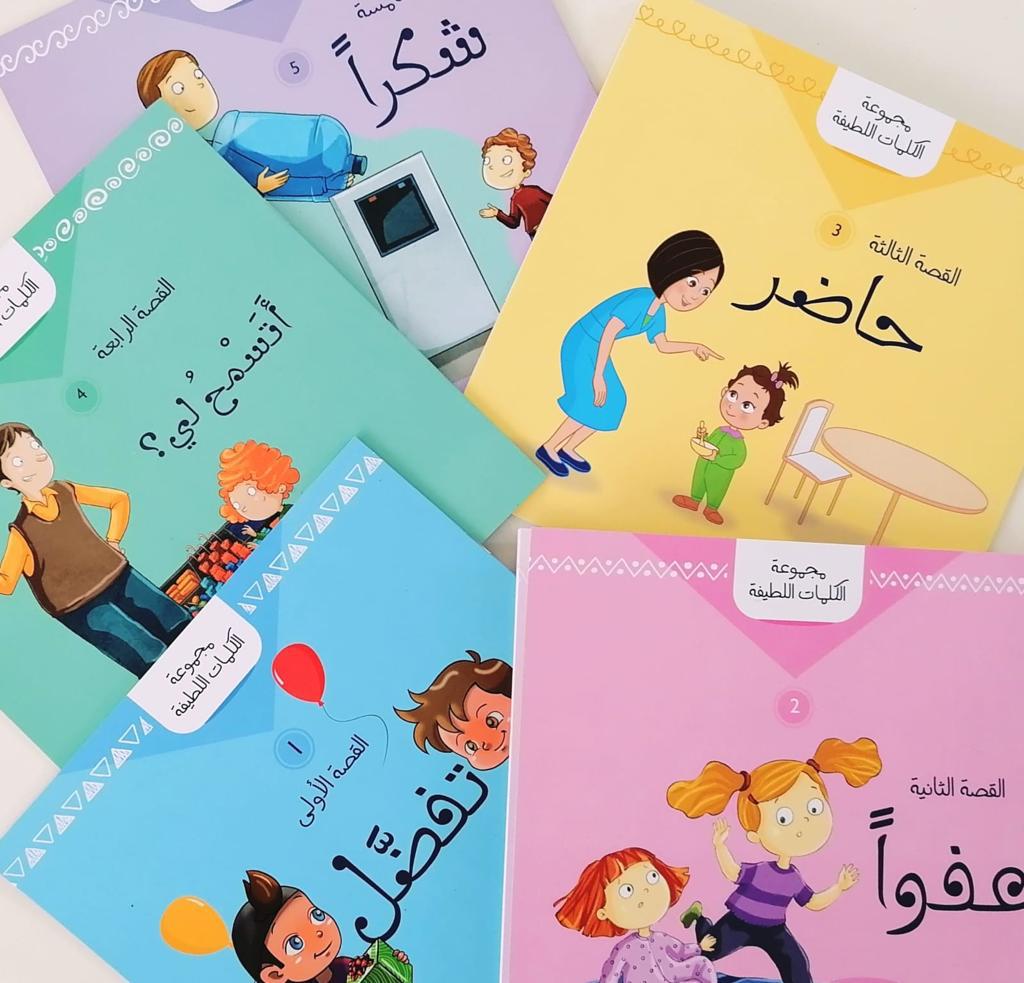 شكراً
5
مجموعة
الكلمات اللطيفة
3
القصة الثالثة
حاضر
القصة الرابعة
4
أتَسْمَح لي؟
مجموعة
الكلمات اللطيفة
1
القصة الأولى
تفضَّل
مجموعة
الكلمات اللطيفة
2
القصة الثانية
عفواً